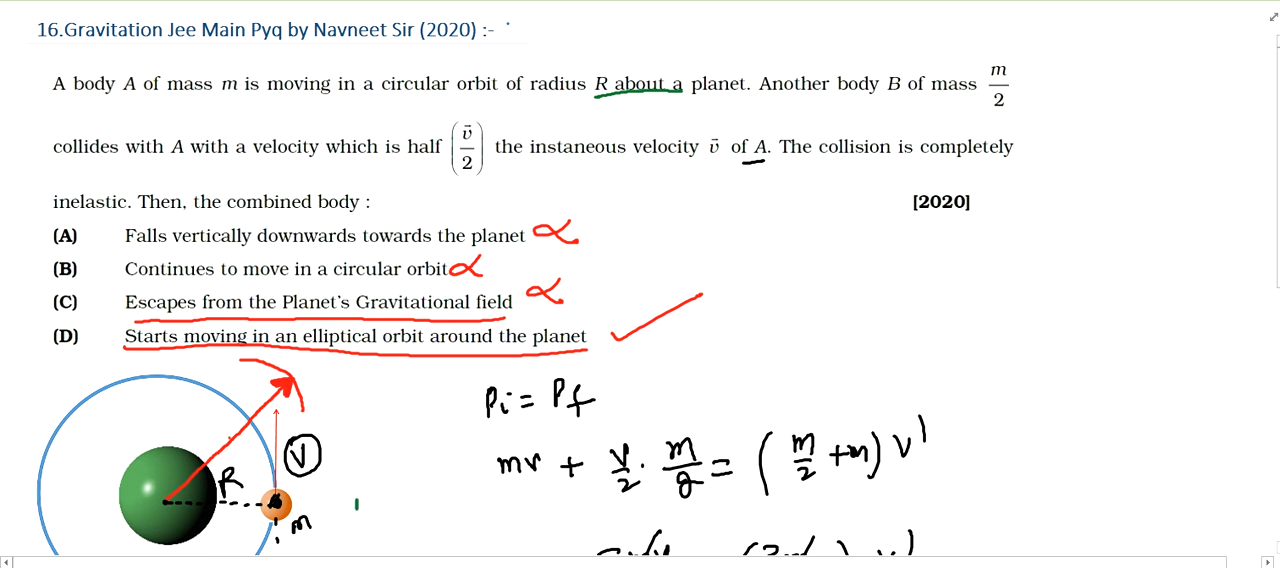 16.Gravitation Jee Main Pyq by Navneet Sir (2020) :-
A body A of mass m is moving in a circular orbit of radius R about a planet. Another body B of mass m/2
collides with A with a velocity which is half (v⃗/2) the instaneous velocity v⃗ of A. The collision is completely
inelastic. Then, the combined body : [2020]
(A) Falls vertically downwards towards the planet
(B) Continues to move in a circular orbit
(C) Escapes from the Planet's Gravitational field
(D) Starts moving in an elliptical orbit around the planet
Pi = Pf
mv + v/2 . m/2 = (m/2 + m) v'
V
R
m